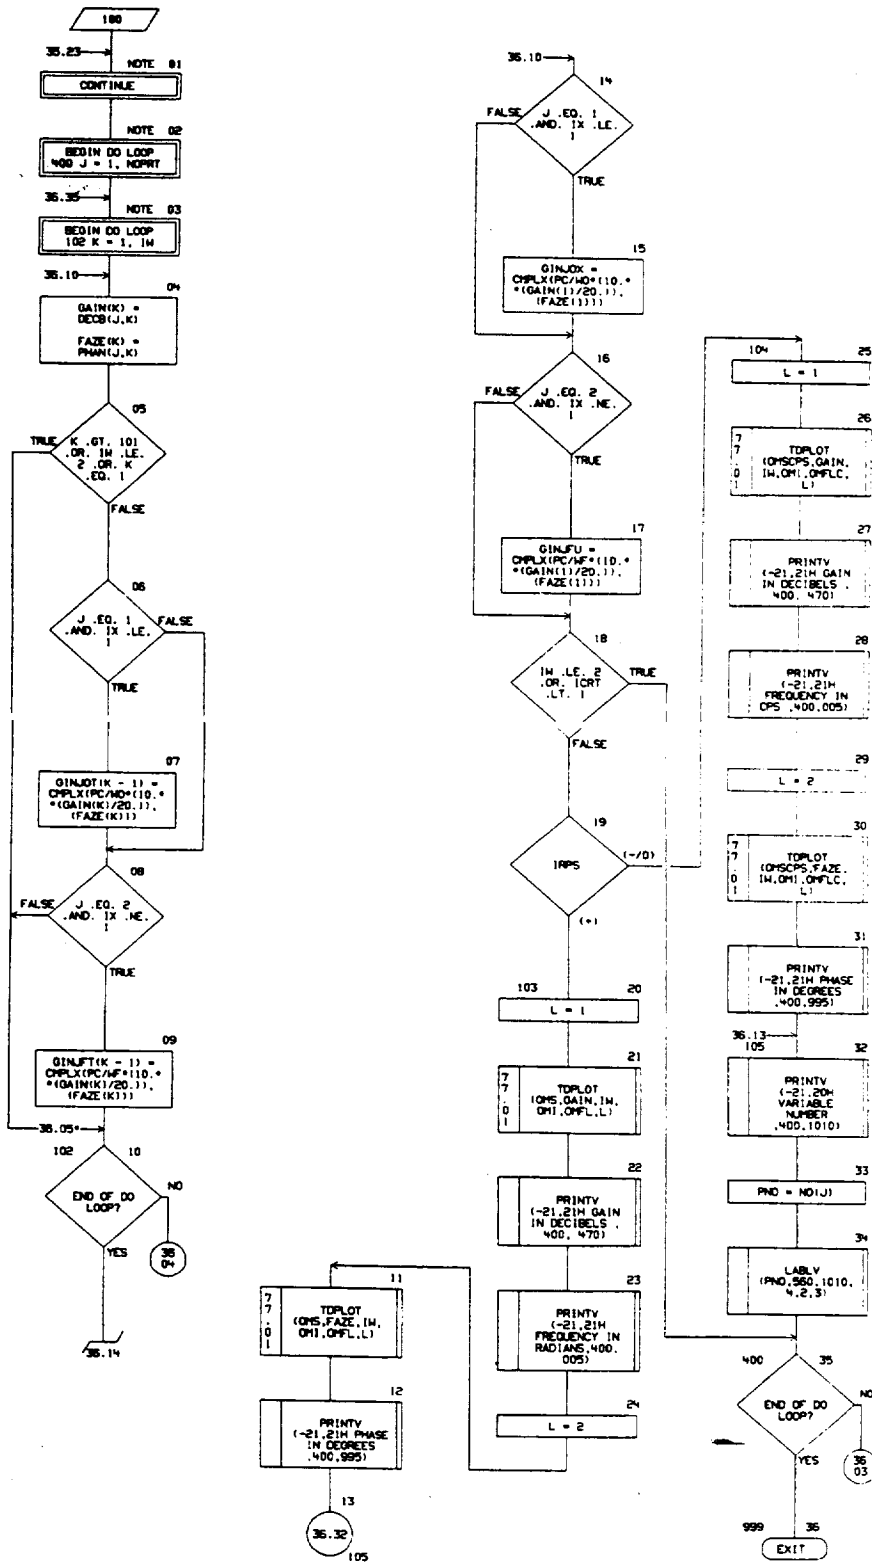 100
36.23
NOTE 01
CONTINUE
NOTE 02
BEGIN DO LOOP
400 J = 1, NOPRT
36.35
NOTE 03
BEGIN DO LOOP
102 K = 1, IW
36.10
04
GAIN(K) =
DECB(J,K)
FAZE(K) =
PHAN(J,K)
05
TRUE
K .GT. 101
.OR. IW .LE.
2 .OR. K
.EQ. 1
FALSE
06
J .EQ. 1
.AND. IX .LE.
1
FALSE
TRUE
07
GINJOT(K - 1) =
CMPLX(PC/WO*(10.*
*(GAIN(K)/20.)),
(FAZE(K)))
08
FALSE
J .EQ. 2
.AND. IX .NE.
1
TRUE
09
GINJFT(K - 1) =
CMPLX(PC/WF*(10.*
*(GAIN(K)/20.)),
(FAZE(K)))
36.05*
102
10
END OF DO
LOOP?
NO
YES
36
04
36.14
36.10
14
FALSE
J .EQ. 1
.AND. IX .LE.
1
TRUE
15
GINJOX =
CMPLX(PC/WO*(10.*
*(GAIN(1)/20.)),
(FAZE(1)))
16
FALSE
J .EQ. 2
.AND. IX .NE.
1
TRUE
17
GINJFU =
CMPLX(PC/WF*(10.*
*(GAIN(1)/20.)),
(FAZE(1)))
18
IW .LE. 2
.OR. ICRT
.LT. 1
TRUE
FALSE
19
IRPS
(-/0)
(+)
103
20
L = 1
21
77.01
TDPLOT
(OMS,GAIN,IW,
OMI,OMFL,L)
22
PRINTV
(-21,21H GAIN
IN DECIBELS ,
400, 470)
23
PRINTV
(-21,21H
FREQUENCY IN
RADIANS,400,
005)
24
L = 2
11
77.01
TDPLOT
(OMS,FAZE,IW,
OMI,OMFL,L)
12
PRINTV
(-21,21H PHASE
IN DEGREES
,400,995)
13
36.32
105
104
25
L = 1
26
77.01
TDPLOT
(OMSCPS,GAIN,
IW,OMI,OMFLC,
L)
27
PRINTV
(-21,21H GAIN
IN DECIBELS ,
400, 470)
28
PRINTV
(-21,21H
FREQUENCY IN
CPS ,400,005)
29
L = 2
30
77.01
TDPLOT
(OMSCPS,FAZE,
IW,OMI,OMFLC,
L)
31
PRINTV
(-21,21H PHASE
IN DEGREES
,400,995)
36.13
105
32
PRINTV
(-21,20H
VARIABLE
NUMBER
,400,1010)
33
PNO = NO(J)
34
LABLV
(PNO,560,1010,
4,2,3)
400
35
END OF DO
LOOP?
NO
YES
36
03
999
36
EXIT